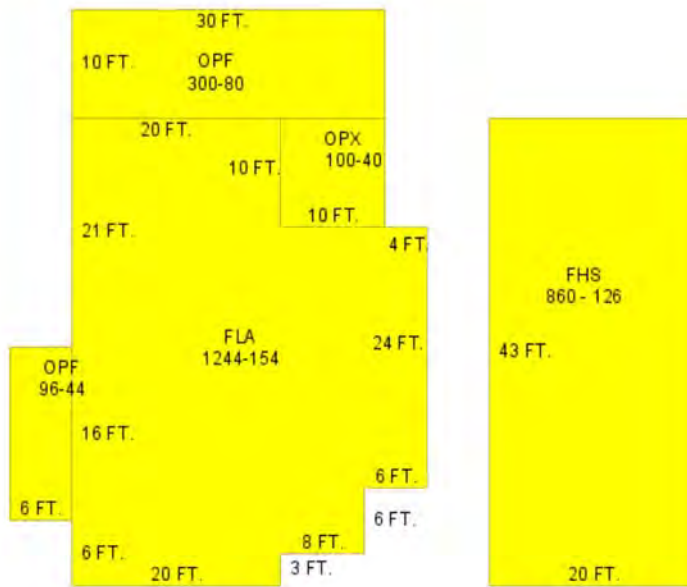 30 FT.
10 FT.
OPF
300-80
20 FT.
OPX
100-40
10 FT.
10 FT.
21 FT.
4 FT.
FHS
860 - 126
FLA
1244-154
24 FT.
43 FT.
OPF
96-44
16 FT.
6 FT.
6 FT.
6 FT.
8 FT.
6 FT.
3 FT.
20 FT.
20 FT.